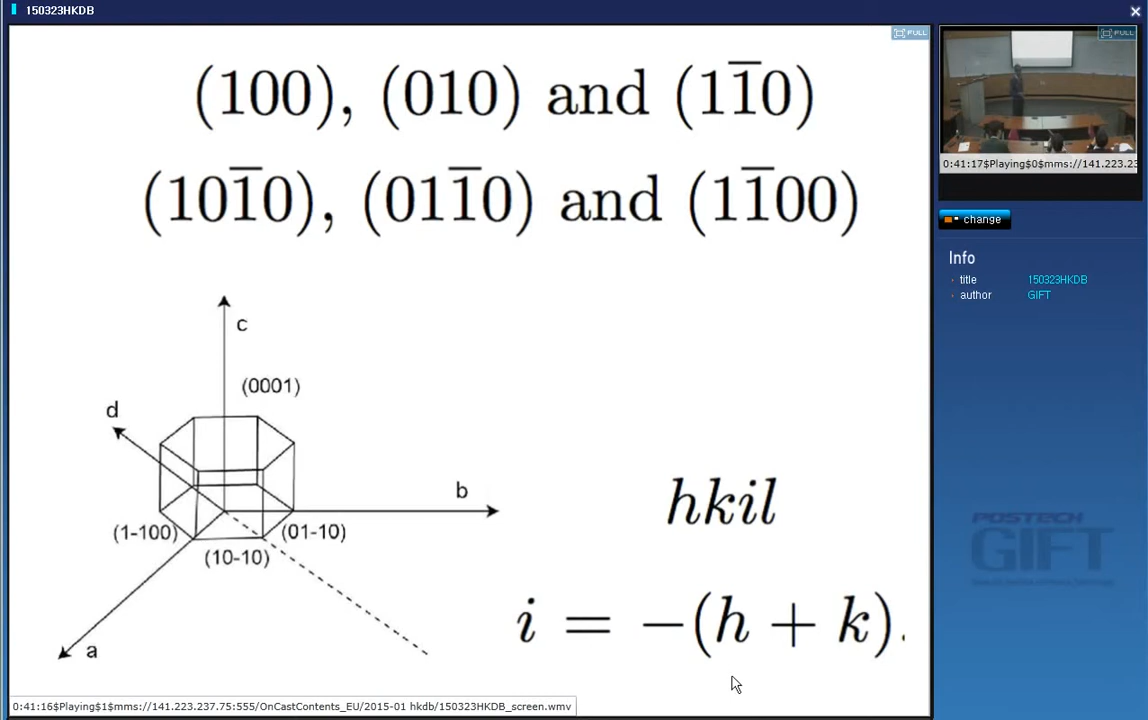 150323HKDB
FULL
(100), (010) and (11̅0)
(101̅0), (011̅0) and (11̅00)
c
(0001)
d
b
(1-100)
(01-10)
(10-10)
a
hkil
i = −(h + k).
0:41:16$Playing$1$mms://141.223.237.75:555/OnCastContents_EU/2015-01 hkdb/150323HKDB_screen.wmv
FULL
0:41:17$Playing$0$mms://141.223.23
change
Info
title 150323HKDB
author GIFT
POSTECH
GIFT